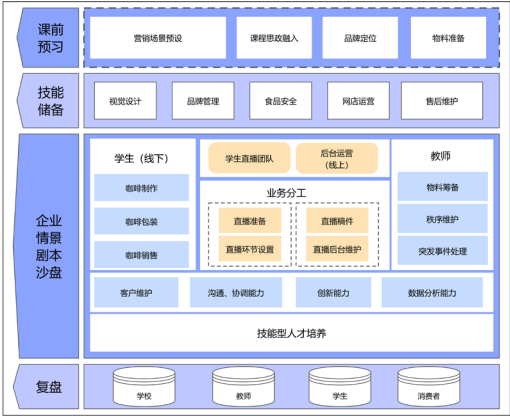 课前
预习
营销场景预设
课程思政融入
品牌定位
物料准备
技能
储备
视觉设计
品牌管理
食品安全
网店运营
售后维护
企业
情景
剧本
沙盘
学生（线下）
咖啡制作
咖啡包装
咖啡销售
学生直播团队
后台运营
（线上）
业务分工
直播准备
直播环节设置
直播稿件
直播后台维护
教师
物料筹备
秩序维护
突发事件处理
客户维护
沟通、协调能力
创新能力
数据分析能力
技能型人才培养
复盘
学校
教师
学生
消费者